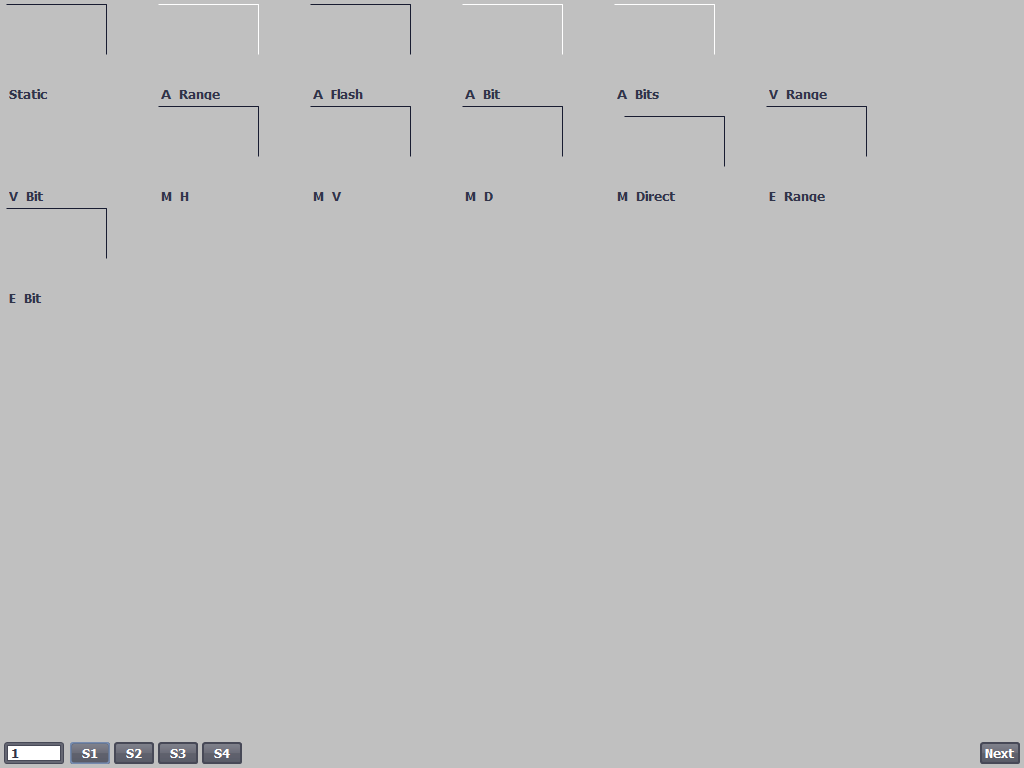 Static A Range A Flash A Bit A Bits V Range
V Bit M H M V M D M Direct E Range
E Bit
1 S1 S2 S3 S4 Next